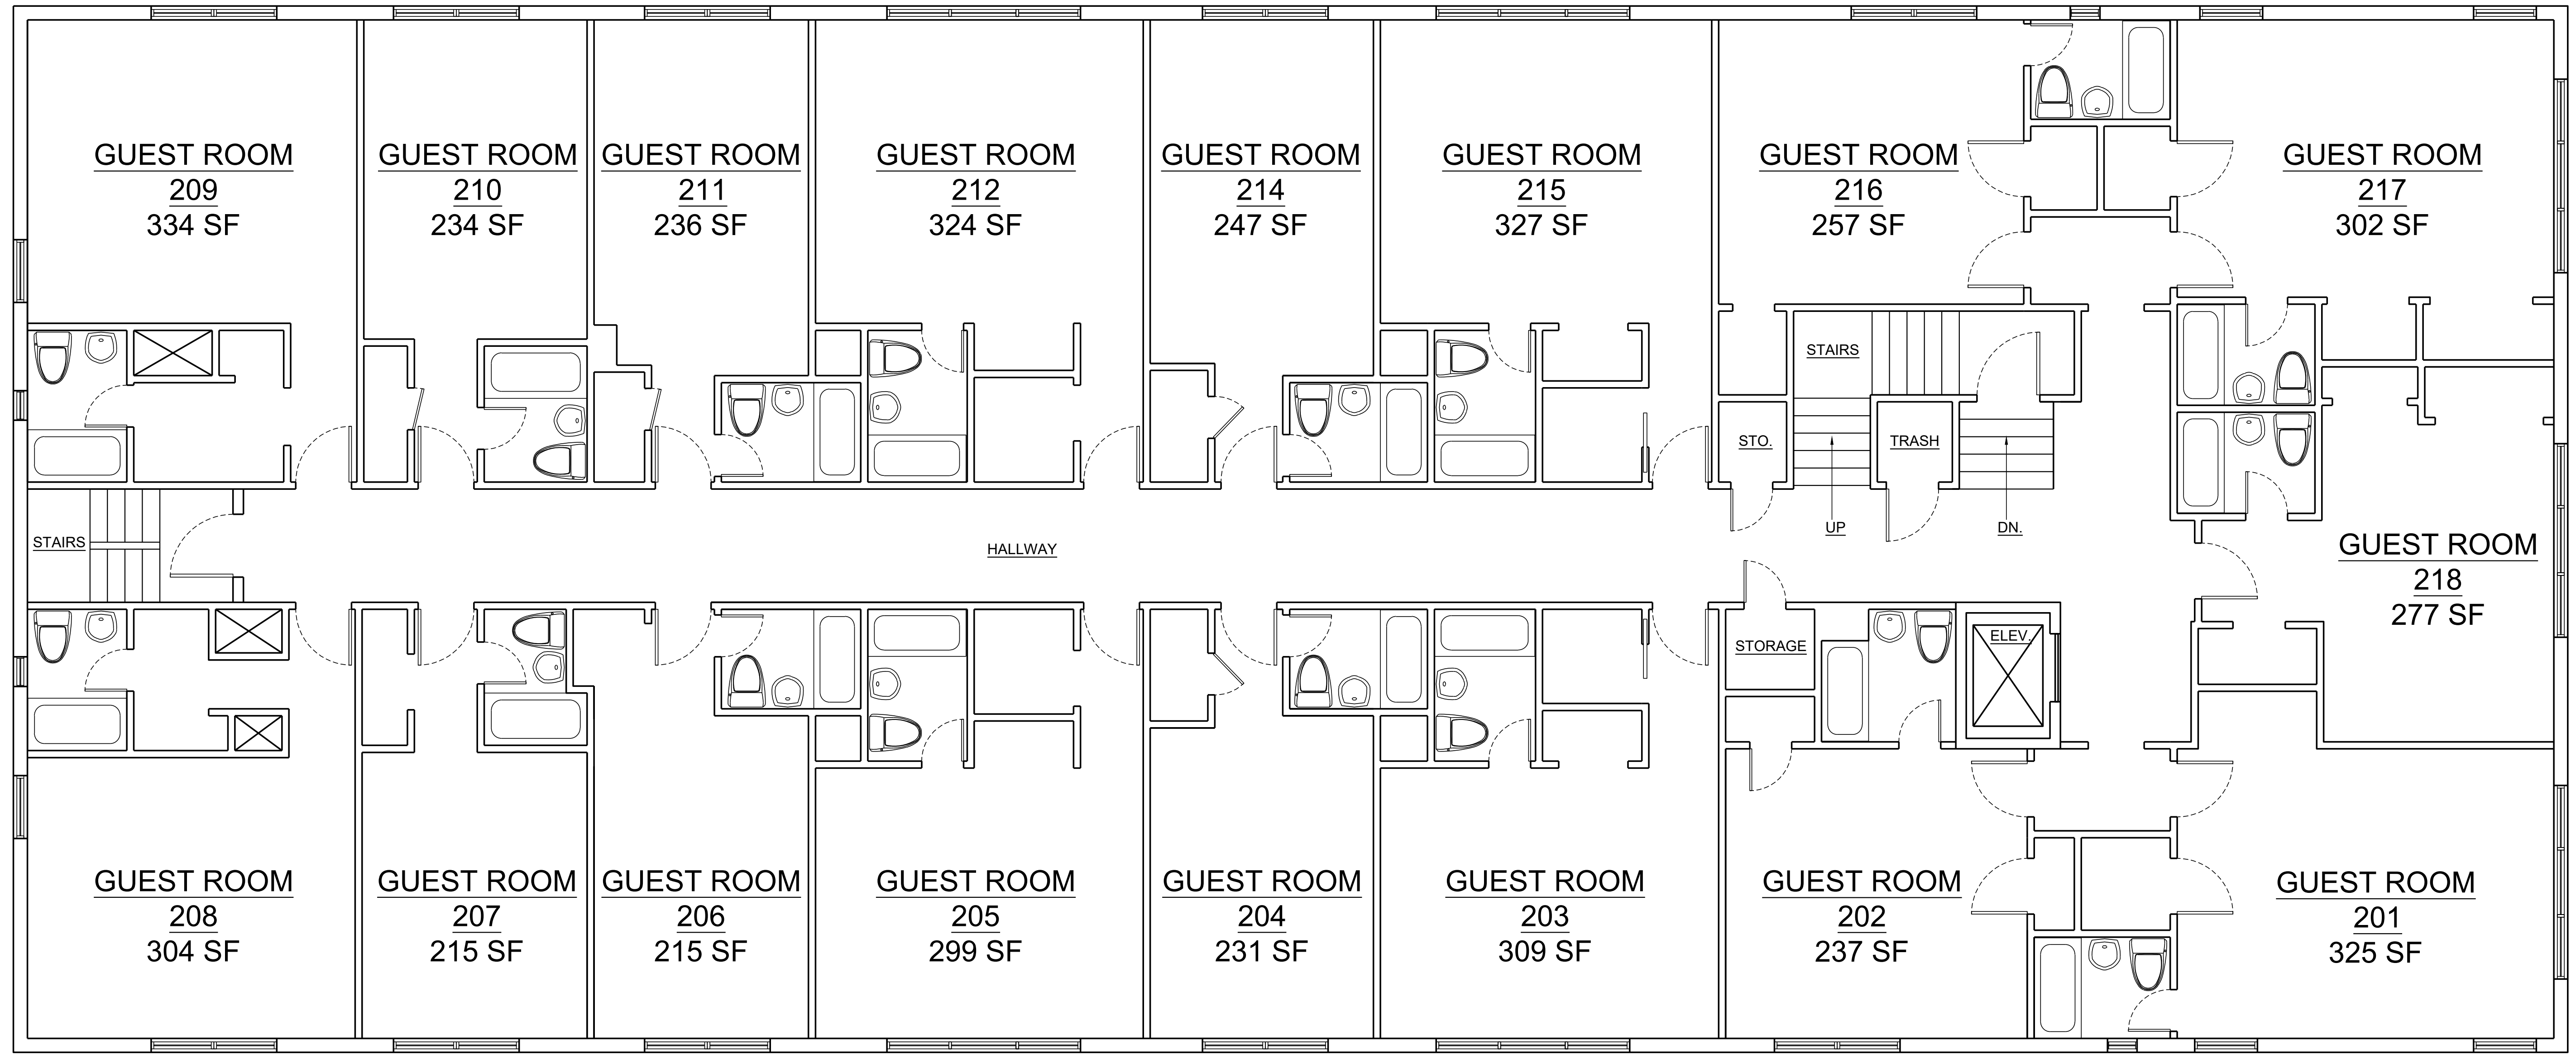 GUEST ROOM
209
334 SF
GUEST ROOM
210
234 SF
GUEST ROOM
211
236 SF
GUEST ROOM
212
324 SF
GUEST ROOM
214
247 SF
GUEST ROOM
215
327 SF
GUEST ROOM
216
257 SF
GUEST ROOM
217
302 SF
STAIRS
STO.
TRASH
UP
DN.
STAIRS
HALLWAY
GUEST ROOM
218
277 SF
STORAGE
ELEV.
GUEST ROOM
208
304 SF
GUEST ROOM
207
215 SF
GUEST ROOM
206
215 SF
GUEST ROOM
205
299 SF
GUEST ROOM
204
231 SF
GUEST ROOM
203
309 SF
GUEST ROOM
202
237 SF
GUEST ROOM
201
325 SF